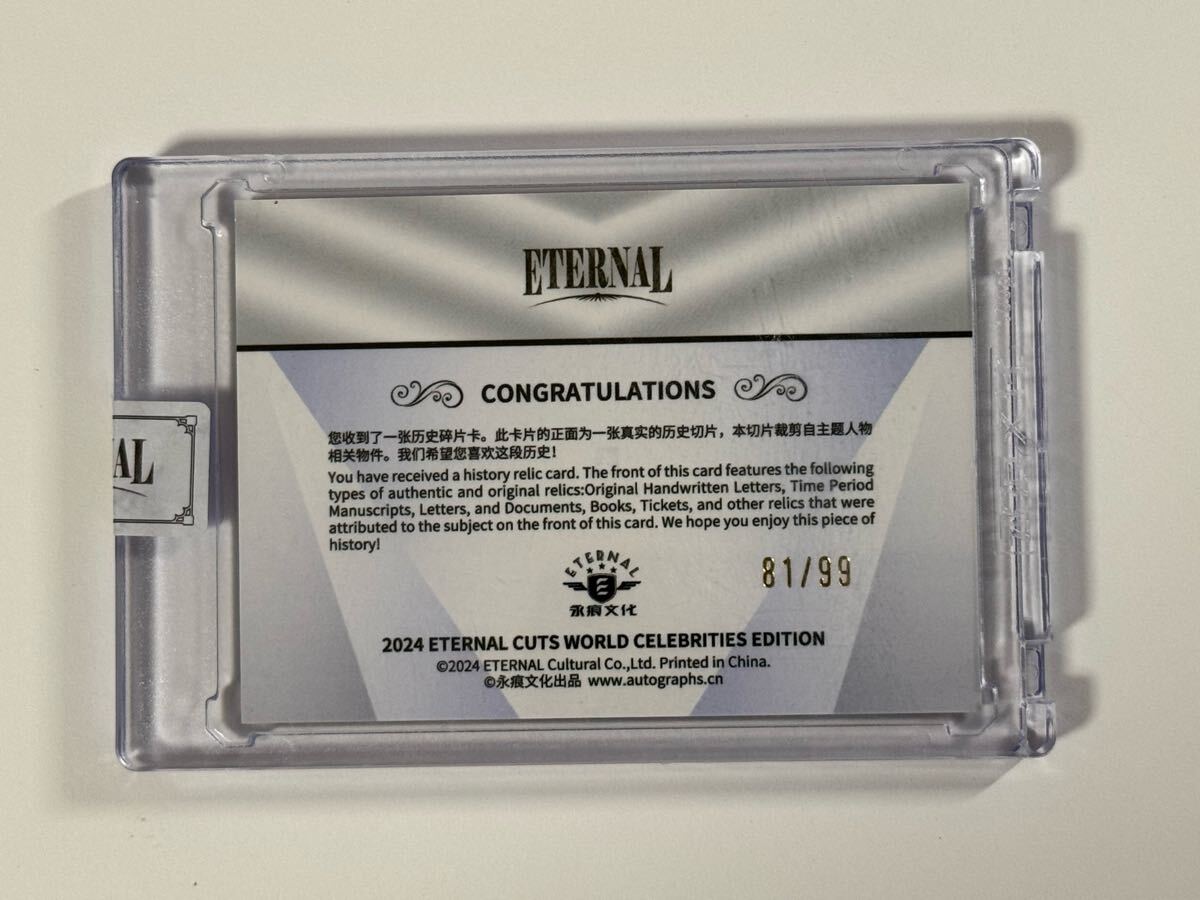 ETERNAL
CONGRATULATIONS
您收到了一张历史碎片卡。此卡片的正面为一张真实的历史切片，本切片裁剪自主题人物
相关物件。我们希望您喜欢这段历史！
You have received a history relic card. The front of this card features the following
types of authentic and original relics:Original Handwritten Letters, Time Period
Manuscripts, Letters, and Documents, Books, Tickets, and other relics that were
attributed to the subject on the front of this card. We hope you enjoy this piece of
history!
AL
ETERNAL
永痕文化
81/99
2024 ETERNAL CUTS WORLD CELEBRITIES EDITION
©2024 ETERNAL Cultural Co.,Ltd. Printed in China.
©永痕文化出品 www.autographs.cn